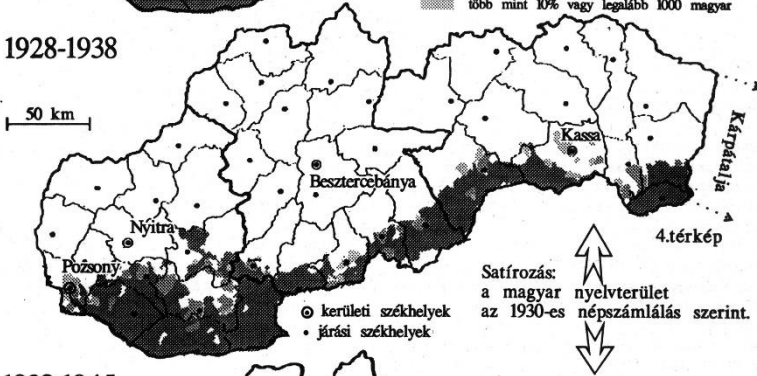 több mint 10% vagy legalább 1000 magyar
1928-1938
50 km
Kassa
Kárpátalja
Besztercebánya
Nyitra
4.térkép
Pozsony
Satírozás:
a magyar nyelvterület
az 1930-es népszámlálás szerint.
kerületi székhelyek
járási székhelyek